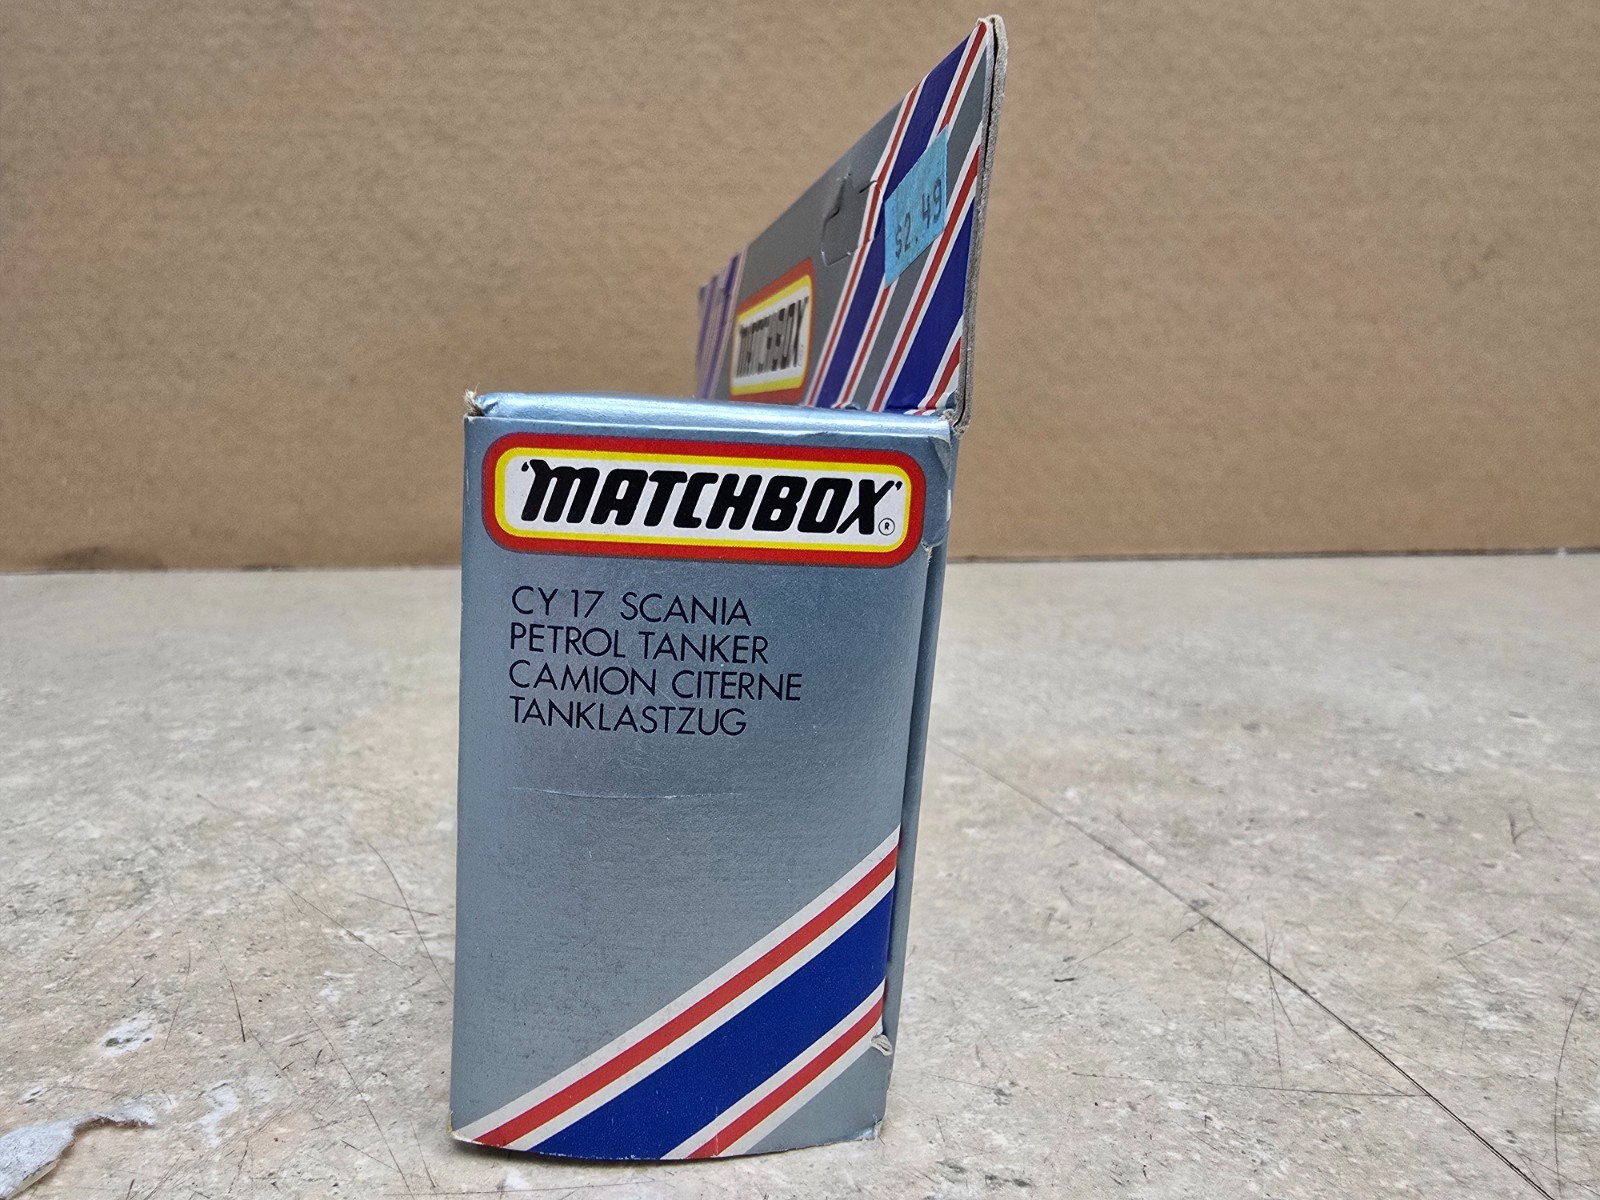 $2.49
MATCHBOX
'MATCHBOX'®
CY 17 SCANIA
PETROL TANKER
CAMION CITERNE
TANKLASTZUG